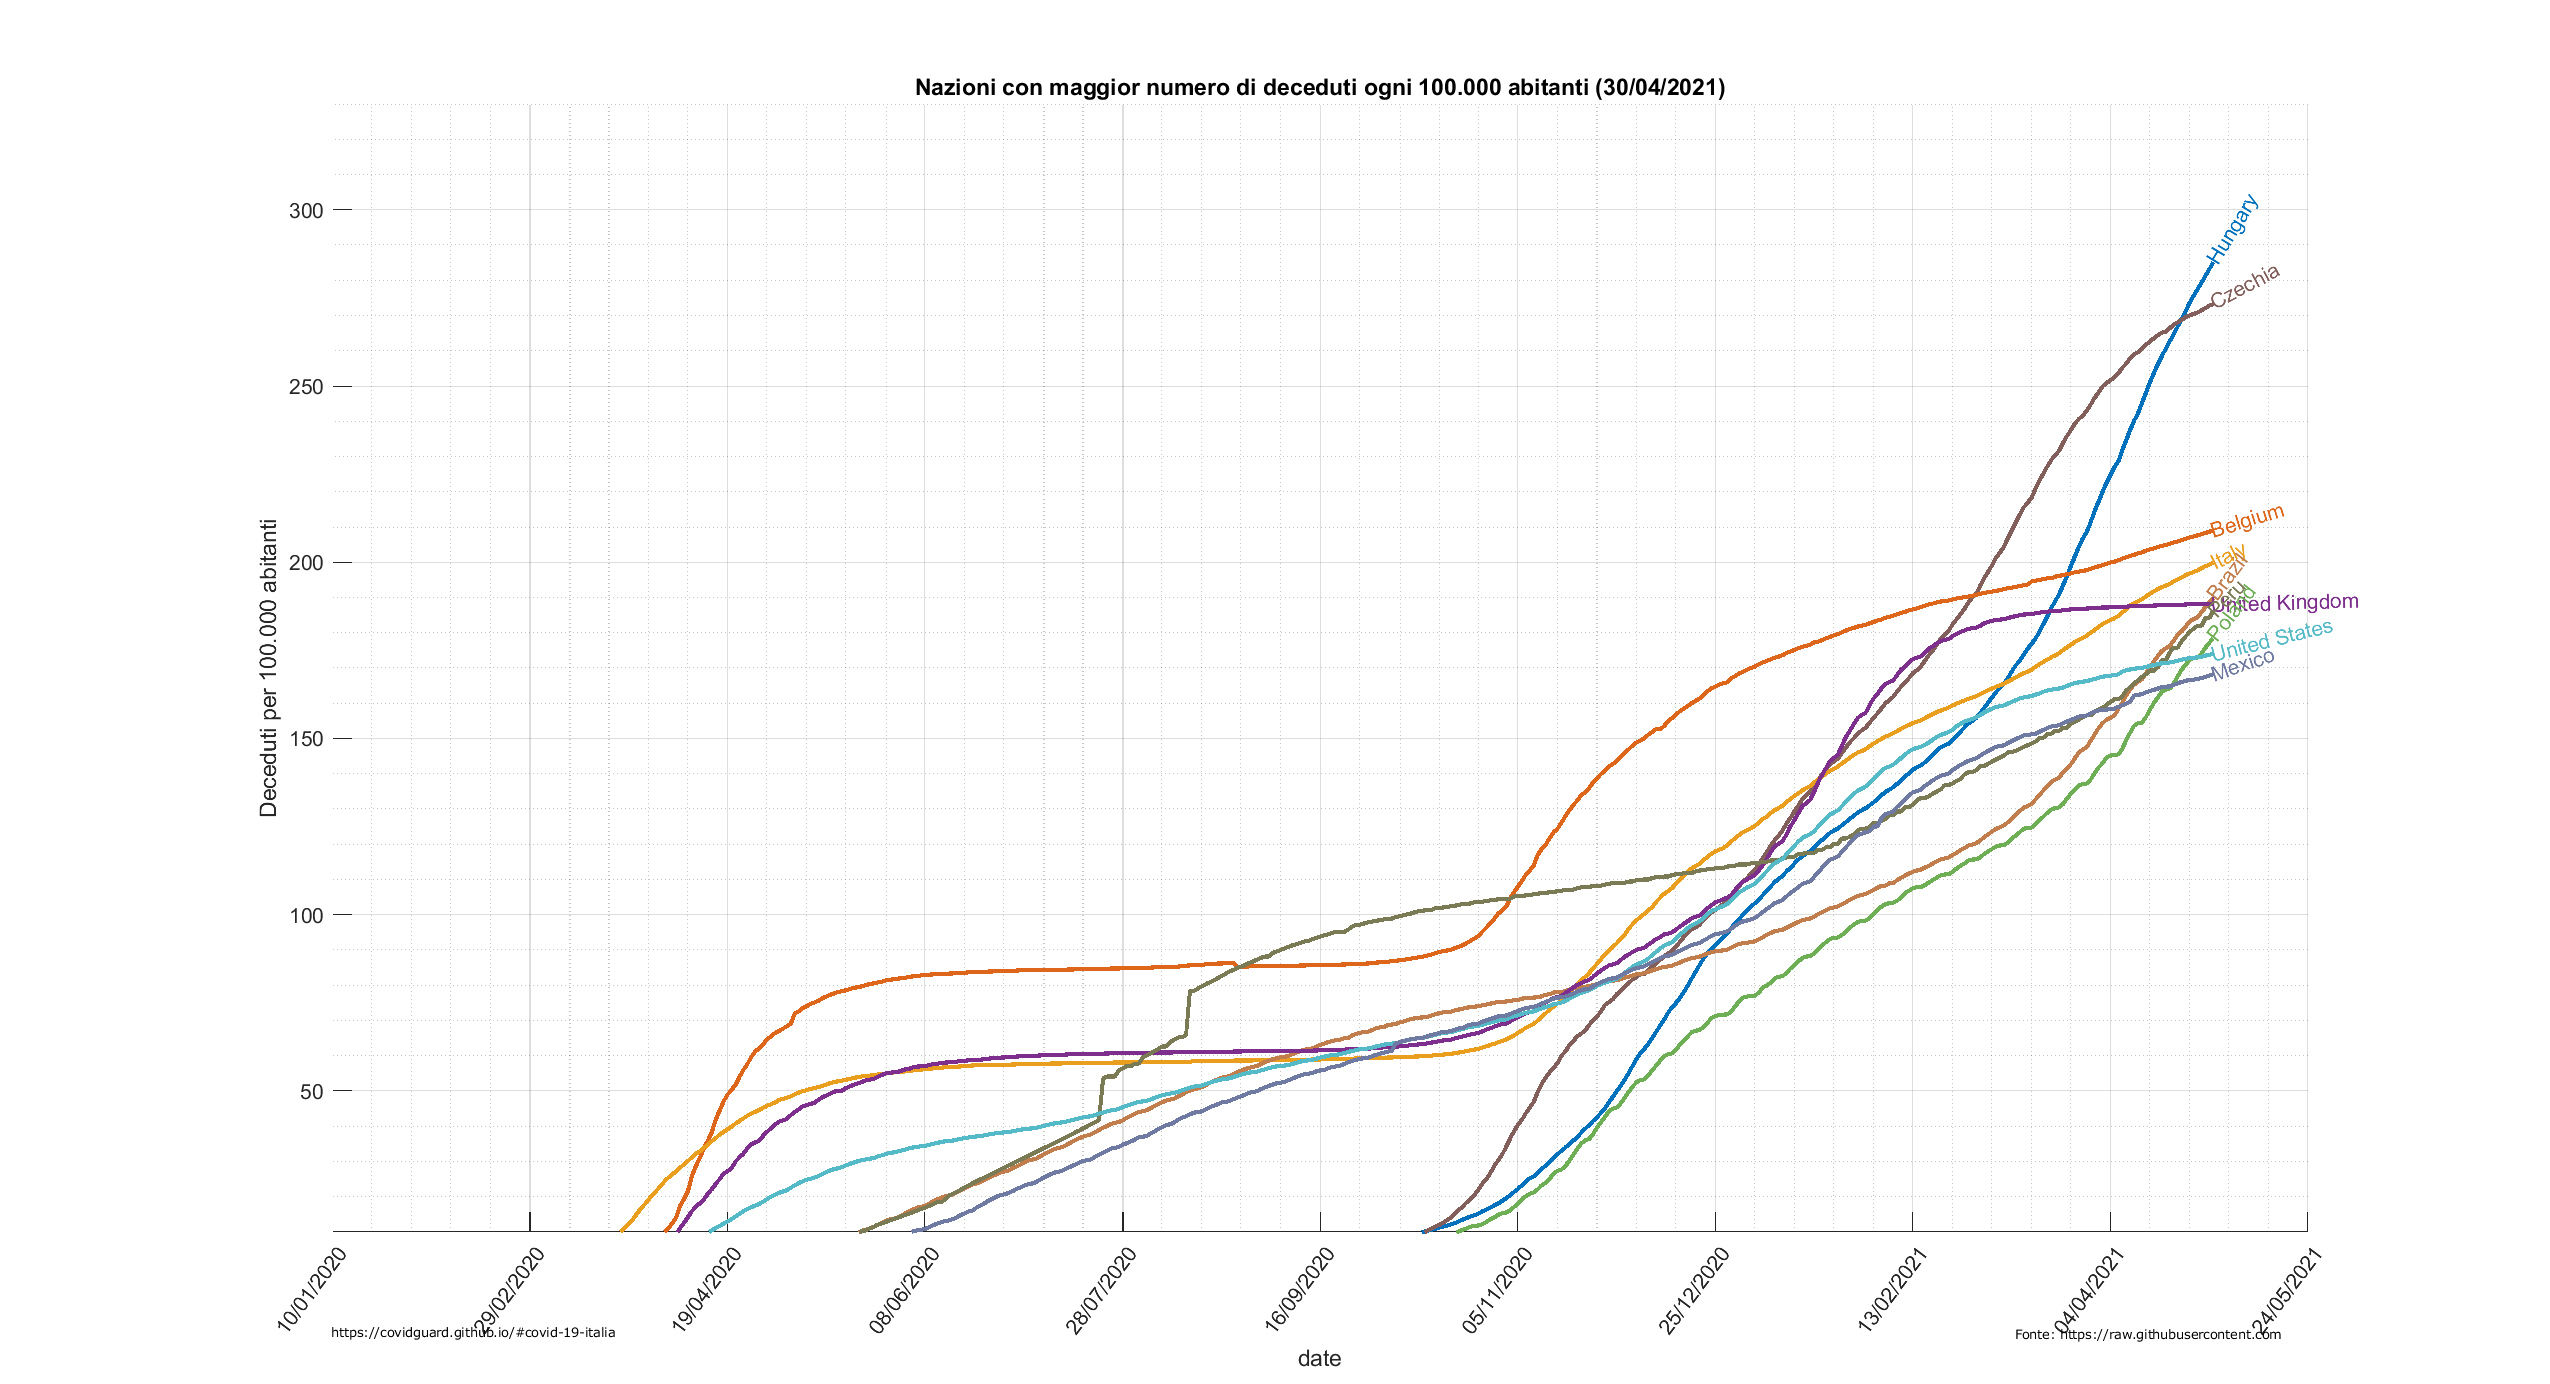 Nazioni con maggior numero di deceduti ogni 100.000 abitanti (30/04/2021)
Deceduti per 100.000 abitanti
300
250
200
150
100
50
Hungary
Czechia
Belgium
Italy
Brazil
Peru
United Kingdom
Poland
United States
Mexico
10/01/2020
29/02/2020
19/04/2020
08/06/2020
28/07/2020
16/09/2020
05/11/2020
25/12/2020
13/02/2021
04/04/2021
24/05/2021
https://covidguard.github.io/#covid-19-italia
Fonte: https://raw.githubusercontent.com
date